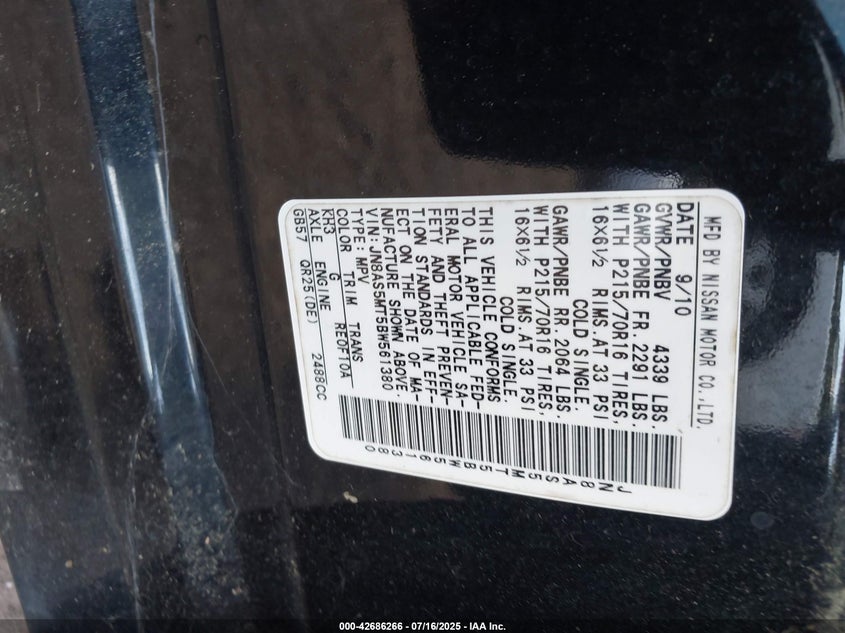 MFD BY NISSAN MOTOR CO.,LTD.
DATE 9/10
GVWR/PNBV 4339 LBS.
GAWR/PNBE FR. 2291 LBS.
WITH P215/70R16 TIRES,
16X6½ RIMS.AT 33 PSI
COLD SINGLE.
GAWR/PNBE RR. 2064 LBS.
WITH P215/70R16 TIRES,
16X6½ RIMS.AT 33 PSI
COLD SINGLE.
THIS VEHICLE CONFORMS
TO ALL APPLICABLE FED-
ERAL MOTOR VEHICLE SA-
FETY AND THEFT PREVEN-
TION STANDARDS IN EFF-
ECT ON THE DATE OF MA-
NUFACTURE SHOWN ABOVE.
VIN: JN8AS5MT5BW561380
TYPE: MPV
COLOR TRIM TRANS
KH3 G RE0F10A
AXLE ENGINE
GB57 QR25(DE) 2488CC
JN8AS5MT5BW561380
000-42686266 - 07/16/2025 - IAA Inc.